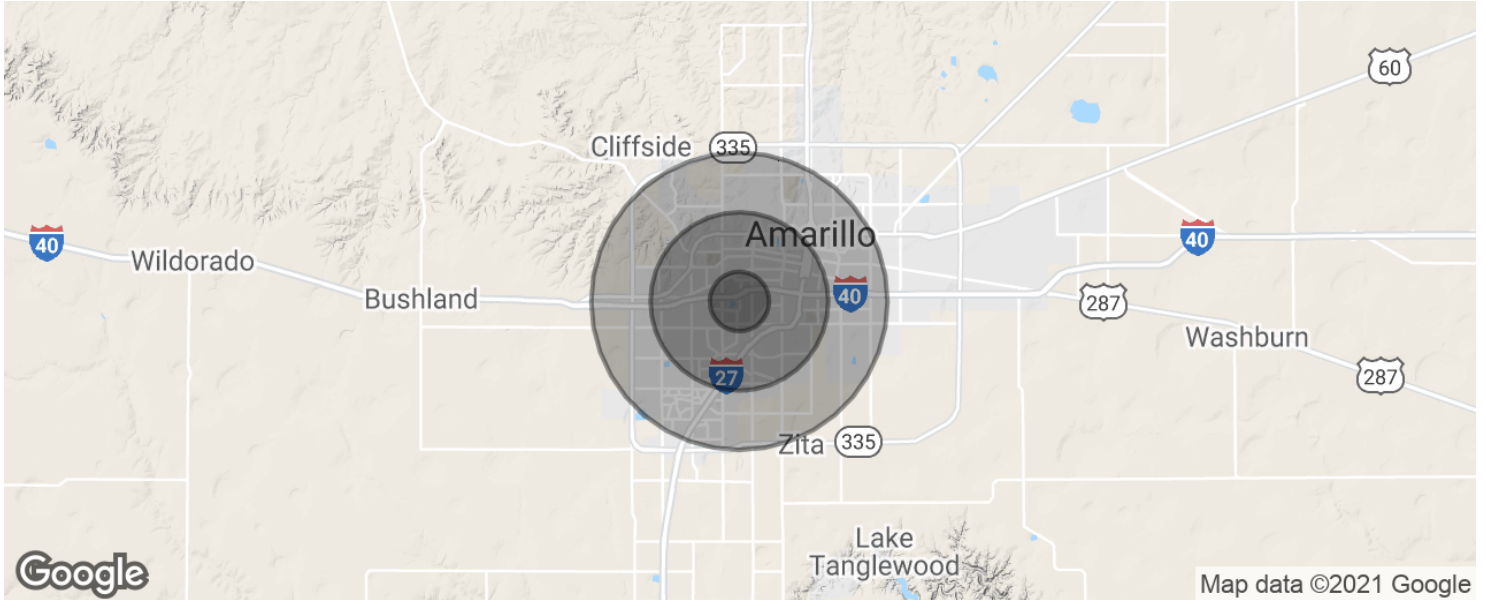 60
Cliffside
335
Amarillo
40
40
Wildorado
40
Bushland
287
Washburn
27
287
Zita
335
Lake
Tanglewood
Google
Map data ©2021 Google